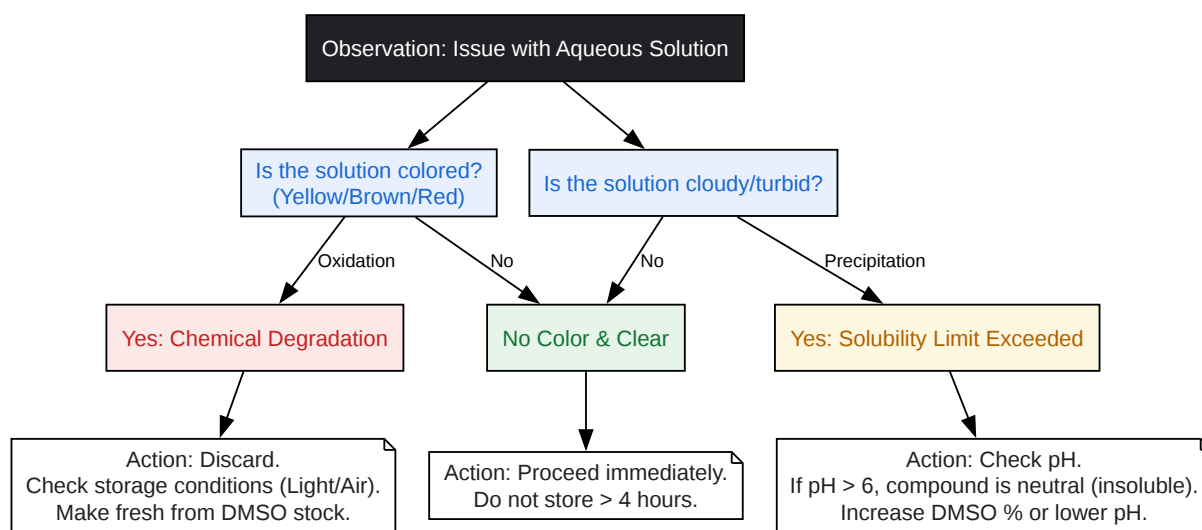 Observation: Issue with Aqueous Solution
Is the solution colored?
(Yellow/Brown/Red)
Is the solution cloudy/turbid?
Oxidation
No
No
Precipitation
Yes: Chemical Degradation
No Color & Clear
Yes: Solubility Limit Exceeded
Action: Discard.
Check storage conditions (Light/Air).
Make fresh from DMSO stock.
Action: Proceed immediately.
Do not store > 4 hours.
Action: Check pH.
If pH > 6, compound is neutral (insoluble).
Increase DMSO % or lower pH.